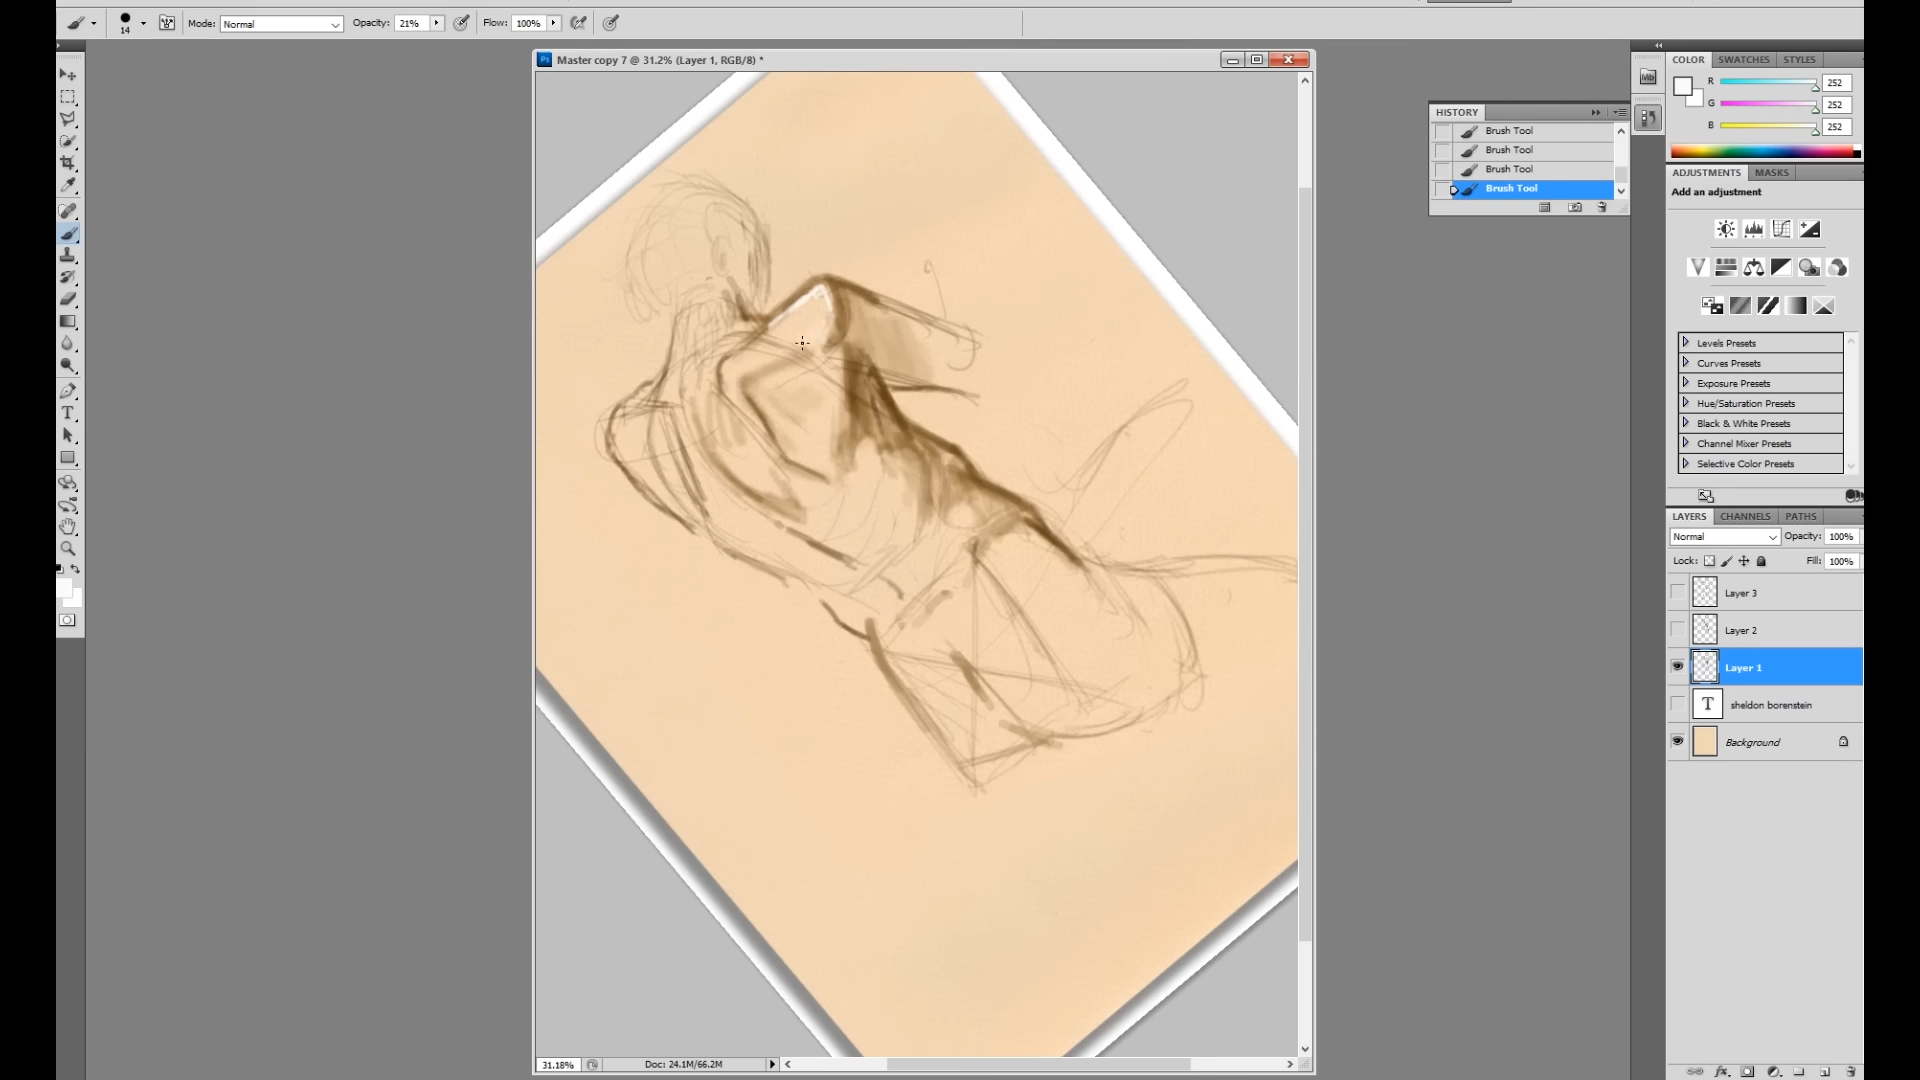 14 Mode: Normal Opacity: 21% Flow: 100%
Ps Master copy 7 @ 31.2% (Layer 1, RGB/8) *
COLOR SWATCHES STYLES
Mb
R 252
G 252
B 252
HISTORY
Brush Tool
Brush Tool
Brush Tool
Brush Tool
ADJUSTMENTS MASKS
Add an adjustment
Levels Presets
Curves Presets
Exposure Presets
Hue/Saturation Presets
Black & White Presets
Channel Mixer Presets
Selective Color Presets
LAYERS CHANNELS PATHS
Normal Opacity: 100%
Lock: Fill: 100%
Layer 3
Layer 2
Layer 1
T sheldon borenstein
Background
31.18% Doc: 24.1M/66.2M